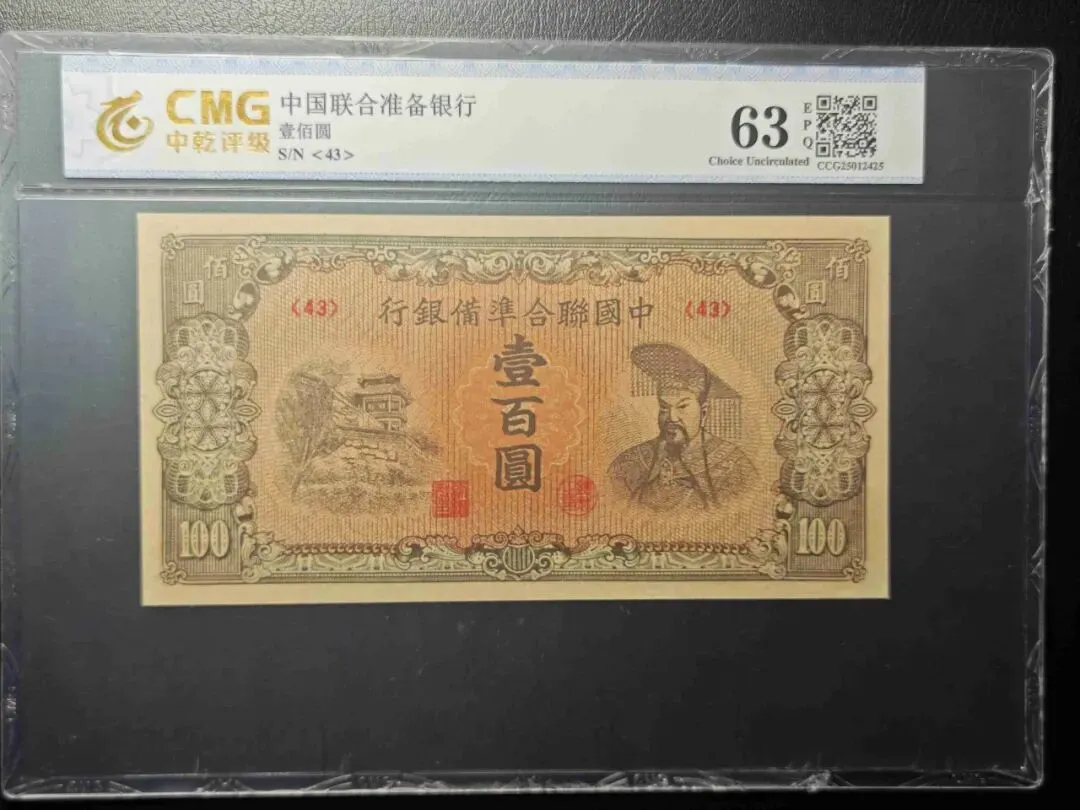 CMG
中乾评级
中国联合准备银行
壹佰圆
S/N <43>
63
EPQ
Choice Uncirculated
CCG25012425
佰圓
佰圓
〈43〉
行銀備準合聯國中
〈43〉
壹百圓
100
100